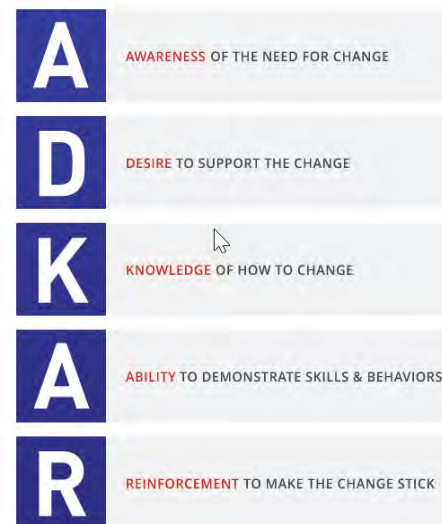 A
AWARENESS OF THE NEED FOR CHANGE
D
DESIRE TO SUPPORT THE CHANGE
K
KNOWLEDGE OF HOW TO CHANGE
A
ABILITY TO DEMONSTRATE SKILLS & BEHAVIORS
R
REINFORCEMENT TO MAKE THE CHANGE STICK